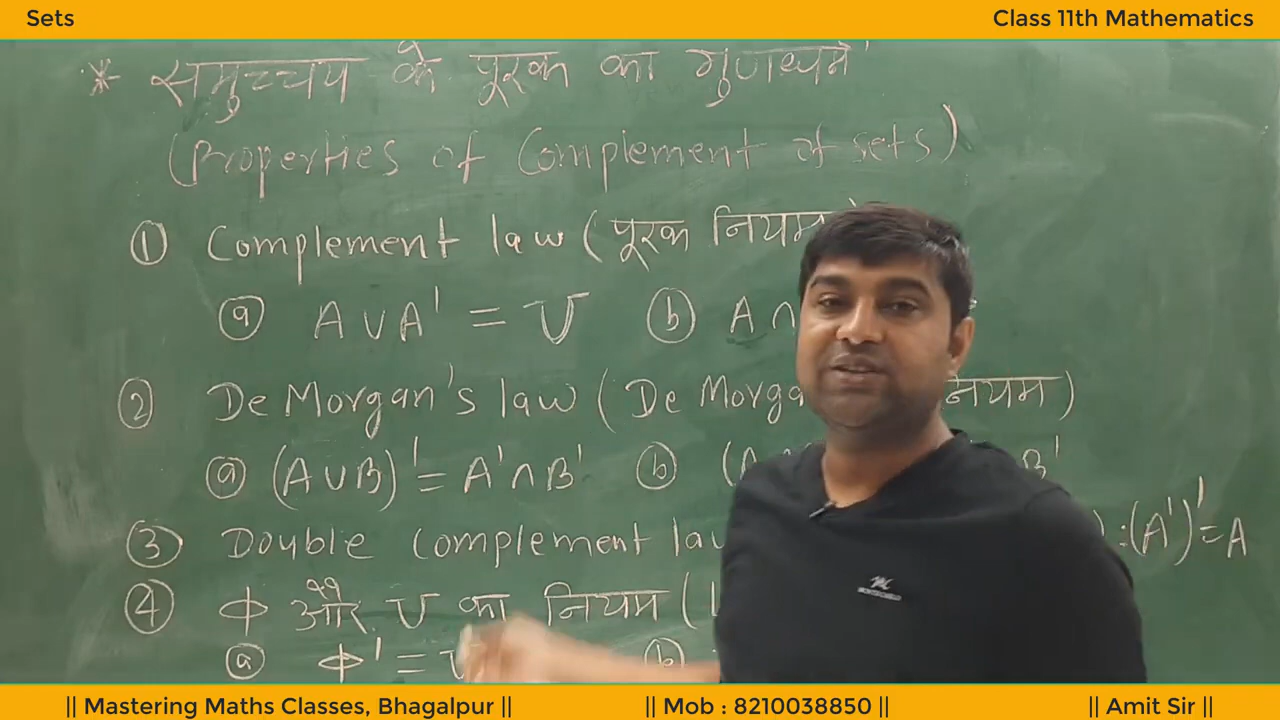 Sets
Class 11th Mathematics
* समुच्चय के पूरक का गुणधर्म
(Properties of Complement of sets)
① Complement law (पूरक नियम
ⓐ A ∪ A' = U ⓑ A ∩
② De Morgan's law (De Morga नियम)
ⓐ (A∪B)' = A'∩B' ⓑ (A B'
③ Double complement law ) : (A')' = A
④ ϕ और U का नियम (
ⓐ ϕ' = U ⓑ
|| Mastering Maths Classes, Bhagalpur ||
|| Mob : 8210038850 ||
|| Amit Sir ||